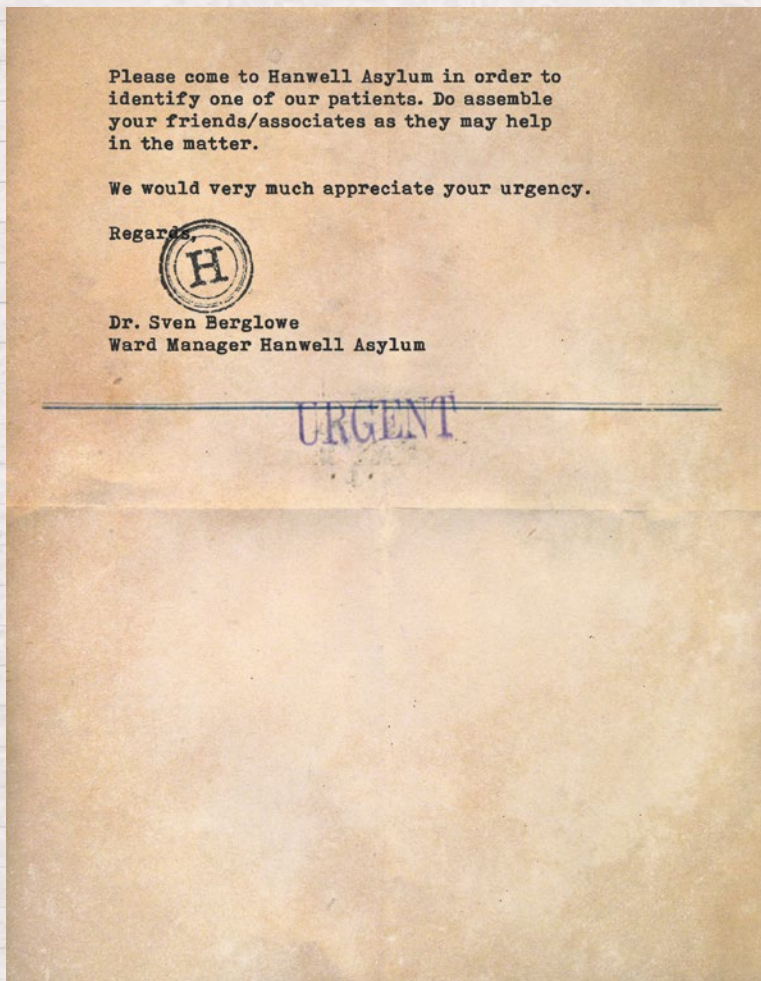 Please come to Hanwell Asylum in order to
identify one of our patients. Do assemble
your friends/associates as they may help
in the matter.
We would very much appreciate your urgency.
Regards,
H
Dr. Sven Berglowe
Ward Manager Hanwell Asylum
URGENT